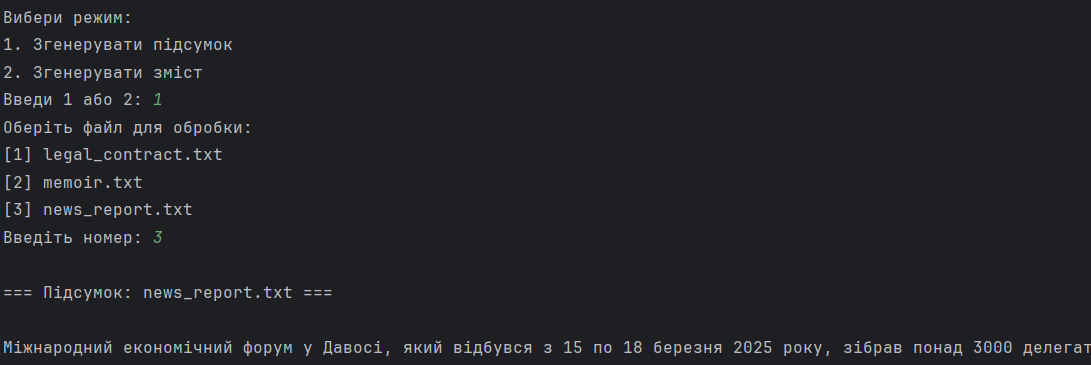 Вибери режим:
1. Згенерувати підсумок
2. Згенерувати зміст
Введи 1 або 2: 1
Оберіть файл для обробки:
[1] legal_contract.txt
[2] memoir.txt
[3] news_report.txt
Введіть номер: 3
=== Підсумок: news_report.txt ===
Міжнародний економічний форум у Давосі, який відбувся з 15 по 18 березня 2025 року, зібрав понад 3000 делегат